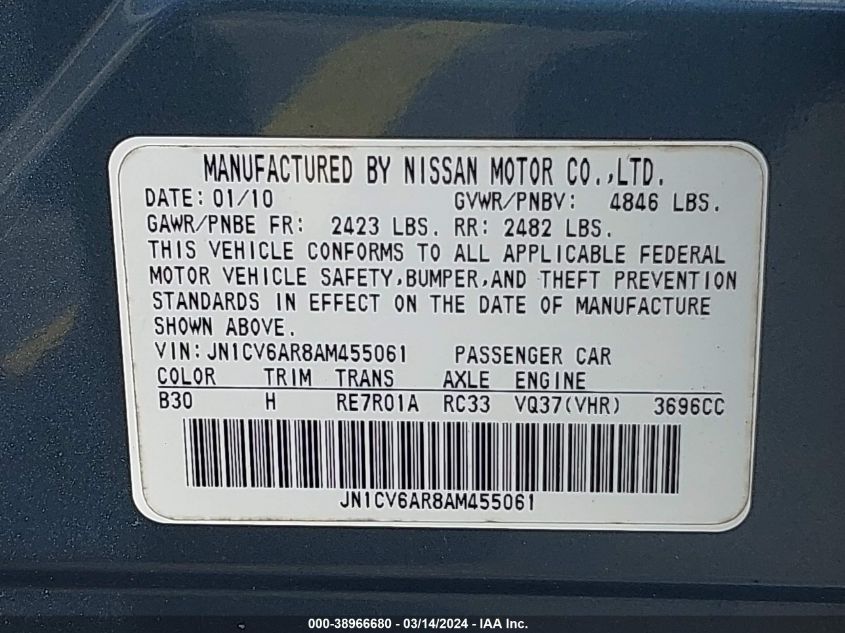 MANUFACTURED BY NISSAN MOTOR CO.,LTD.
DATE: 01/10 GVWR/PNBV: 4846 LBS.
GAWR/PNBE FR: 2423 LBS. RR: 2482 LBS.
THIS VEHICLE CONFORMS TO ALL APPLICABLE FEDERAL
MOTOR VEHICLE SAFETY,BUMPER,AND THEFT PREVENTION
STANDARDS IN EFFECT ON THE DATE OF MANUFACTURE
SHOWN ABOVE.
VIN: JN1CV6AR8AM455061 PASSENGER CAR
COLOR TRIM TRANS AXLE ENGINE
B30 H RE7R01A RC33 VQ37(VHR) 3696CC
JN1CV6AR8AM455061
000-38966680 - 03/14/2024 - IAA Inc.